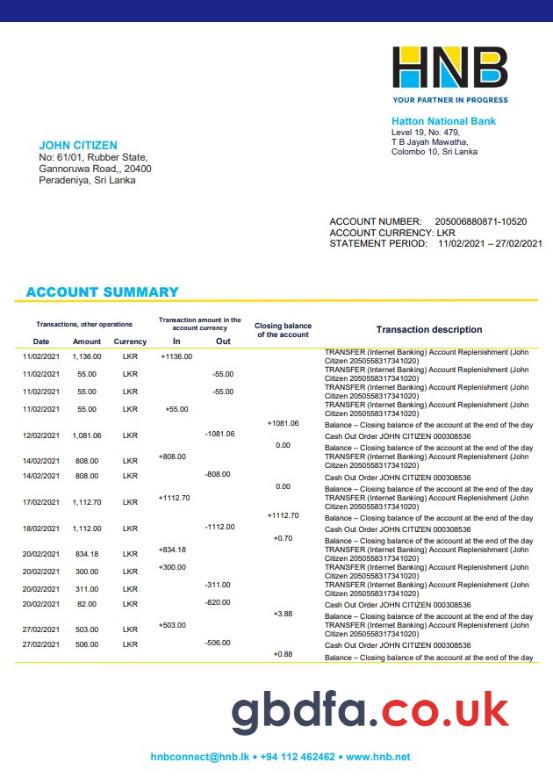 HNB
YOUR PARTNER IN PROGRESS
Hatton National Bank
Level 19, No. 479,
T B Jayah Mawatha,
Colombo 10, Sri Lanka
JOHN CITIZEN
No: 61/01, Rubber State,
Gannoruwa Road,, 20400
Peradeniya, Sri Lanka
ACCOUNT NUMBER: 205006880871-10520
ACCOUNT CURRENCY: LKR
STATEMENT PERIOD: 11/02/2021 – 27/02/2021
ACCOUNT SUMMARY
Transactions, other operations
Transaction amount in the
account currency
Closing balance
of the account
Transaction description
Date Amount Currency In Out
11/02/2021 1,136.00 LKR +1136.00 TRANSFER (Internet Banking) Account Replenishment (John
Citizen 2050558317341020)
11/02/2021 55.00 LKR -55.00 TRANSFER (Internet Banking) Account Replenishment (John
Citizen 2050558317341020)
11/02/2021 55.00 LKR -55.00 TRANSFER (Internet Banking) Account Replenishment (John
Citizen 2050558317341020)
11/02/2021 55.00 LKR +55.00 TRANSFER (Internet Banking) Account Replenishment (John
Citizen 2050558317341020)
+1081.06 Balance – Closing balance of the account at the end of the day
12/02/2021 1,081.06 LKR -1081.06 Cash Out Order JOHN CITIZEN 000308536
0.00 Balance – Closing balance of the account at the end of the day
14/02/2021 808.00 LKR +808.00 TRANSFER (Internet Banking) Account Replenishment (John
Citizen 2050558317341020)
14/02/2021 808.00 LKR -808.00 Cash Out Order JOHN CITIZEN 000308536
0.00 Balance – Closing balance of the account at the end of the day
17/02/2021 1,112.70 LKR +1112.70 TRANSFER (Internet Banking) Account Replenishment (John
Citizen 2050558317341020)
+1112.70 Balance – Closing balance of the account at the end of the day
18/02/2021 1,112.00 LKR -1112.00 Cash Out Order JOHN CITIZEN 000308536
+0.70 Balance – Closing balance of the account at the end of the day
20/02/2021 834.18 LKR +834.18 TRANSFER (Internet Banking) Account Replenishment (John
Citizen 2050558317341020)
20/02/2021 300.00 LKR +300.00 TRANSFER (Internet Banking) Account Replenishment (John
Citizen 2050558317341020)
20/02/2021 311.00 LKR -311.00 TRANSFER (Internet Banking) Account Replenishment (John
Citizen 2050558317341020)
20/02/2021 82.00 LKR -820.00 Cash Out Order JOHN CITIZEN 000308536
+3.88 Balance – Closing balance of the account at the end of the day
27/02/2021 503.00 LKR +503.00 TRANSFER (Internet Banking) Account Replenishment (John
Citizen 2050558317341020)
27/02/2021 506.00 LKR -506.00 Cash Out Order JOHN CITIZEN 000308536
+0.88 Balance – Closing balance of the account at the end of the day
gbdfa.co.uk
hnbconnect@hnb.lk • +94 112 462462 • www.hnb.net